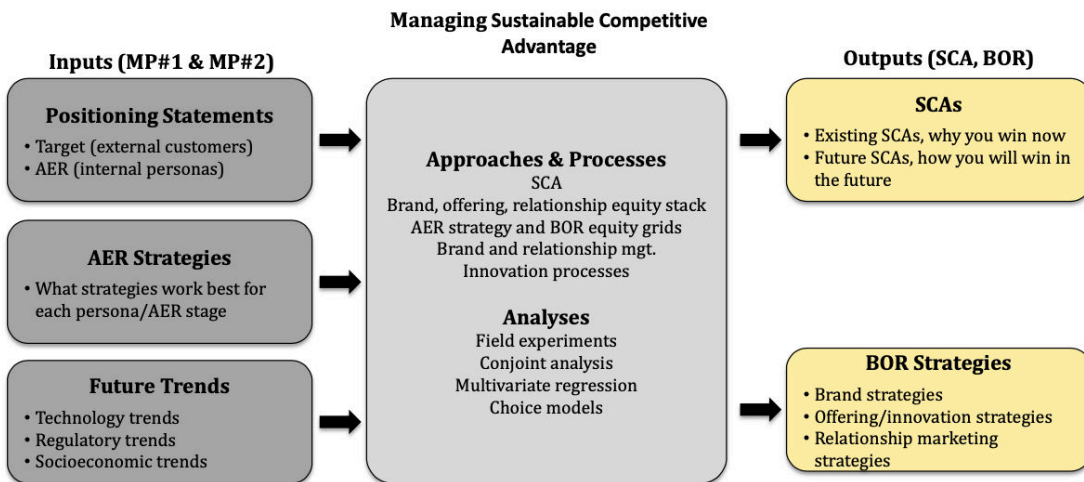 Managing Sustainable Competitive
Advantage
Inputs (MP#1 & MP#2)
Positioning Statements
• Target (external customers)
• AER (internal personas)
AER Strategies
• What strategies work best for
each persona/AER stage
Future Trends
• Technology trends
• Regulatory trends
• Socioeconomic trends
Approaches & Processes
SCA
Brand, offering, relationship equity stack
AER strategy and BOR equity grids
Brand and relationship mgt.
Innovation processes
Analyses
Field experiments
Conjoint analysis
Multivariate regression
Choice models
Outputs (SCA, BOR)
SCAs
• Existing SCAs, why you win now
• Future SCAs, how you will win in
the future
BOR Strategies
• Brand strategies
• Offering/innovation strategies
• Relationship marketing
strategies